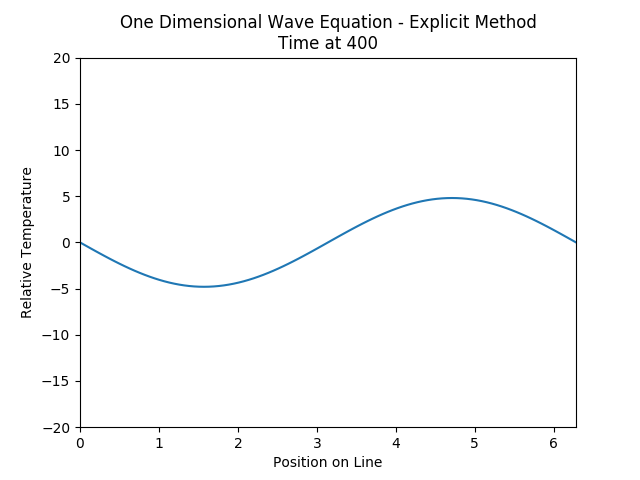 One Dimensional Wave Equation - Explicit Method
Time at 400
20
15
10
5
0
−5
−10
−15
−20
Relative Temperature
0 1 2 3 4 5 6
Position on Line